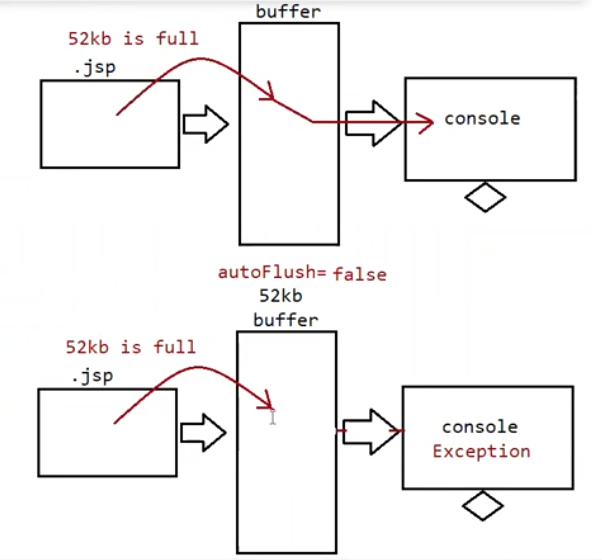 buffer
52kb is full
.jsp
console
autoFlush= false
52kb
buffer
52kb is full
.jsp
console
Exception